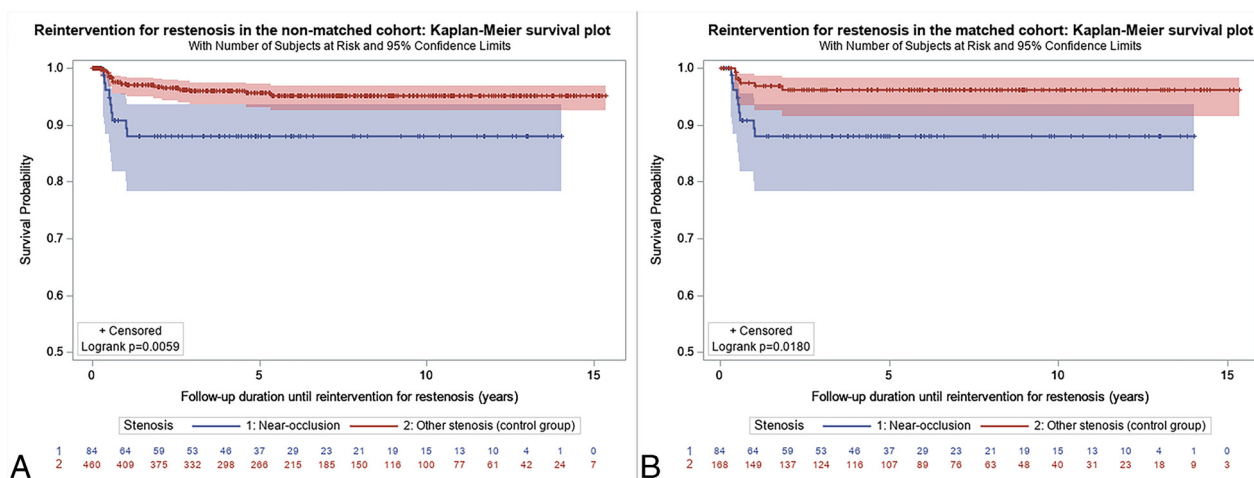 Reintervention for restenosis in the non-matched cohort: Kaplan-Meier survival plot
With Number of Subjects at Risk and 95% Confidence Limits
1.0
0.9
0.8
0.7
0.6
0.5
Survival Probability
+ Censored
Logrank p=0.0059
0 5 10 15
Follow-up duration until reintervention for restenosis (years)
Stenosis 1: Near-occlusion 2: Other stenosis (control group)
1 84 64 59 53 46 37 29 23 21 19 15 13 10 4 1 0
2 460 409 375 332 298 266 215 185 150 116 100 77 61 42 24 7
A
Reintervention for restenosis in the matched cohort: Kaplan-Meier survival plot
With Number of Subjects at Risk and 95% Confidence Limits
1.0
0.9
0.8
0.7
0.6
0.5
Survival Probability
+ Censored
Logrank p=0.0180
0 5 10 15
Follow-up duration until reintervention for restenosis (years)
Stenosis 1: Near-occlusion 2: Other stenosis (control group)
1 84 64 59 53 46 37 29 23 21 19 15 13 10 4 1 0
2 168 149 137 124 116 107 89 76 63 48 40 31 23 18 9 3
B